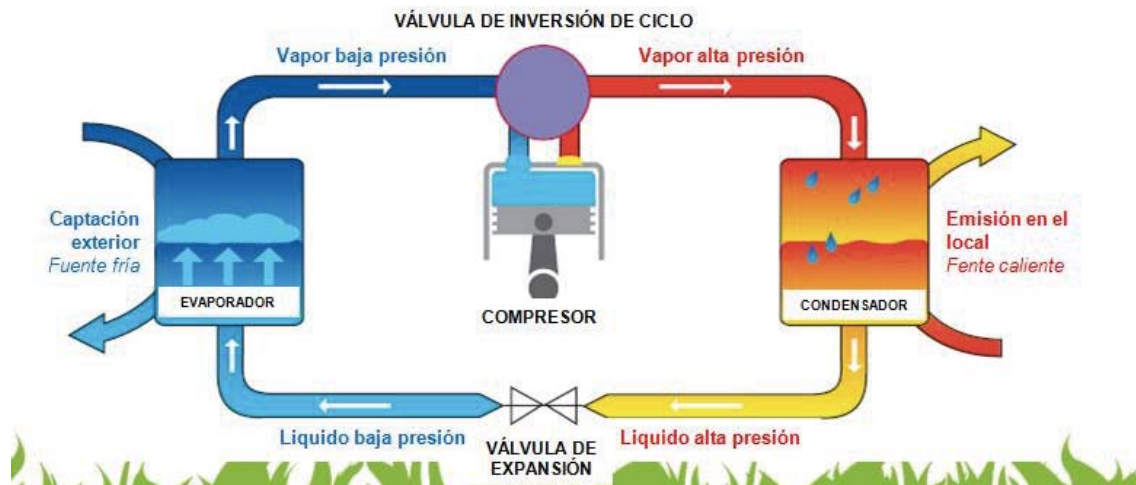 VÁLVULA DE INVERSIÓN DE CICLO
Vapor baja presión
Vapor alta presión
Captación
exterior
Fuente fría
EVAPORADOR
COMPRESOR
CONDENSADOR
Emisión en el
local
Fente caliente
Liquido baja presión
VÁLVULA DE
EXPANSIÓN
Liquido alta presión